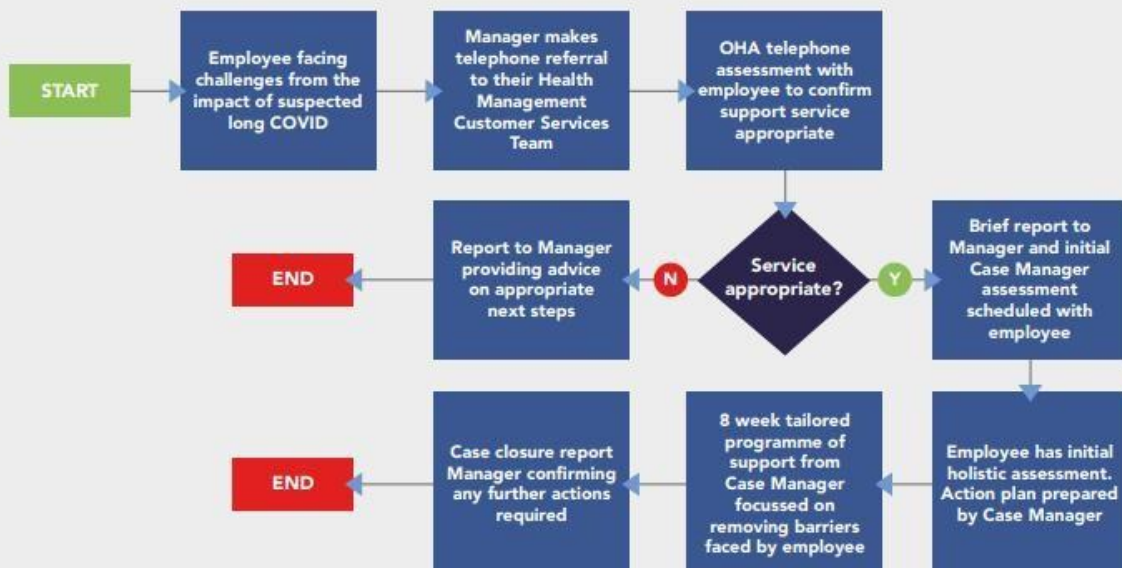 START
Employee facing
challenges from the
impact of suspected
long COVID
Manager makes
telephone referral
to their Health
Management
Customer Services
Team
OHA telephone
assessment with
employee to confirm
support service
appropriate
Service
appropriate?
N
Report to Manager
providing advice
on appropriate
next steps
END
Y
Brief report to
Manager and initial
Case Manager
assessment
scheduled with
employee
Employee has initial
holistic assessment.
Action plan prepared
by Case Manager
8 week tailored
programme of
support from
Case Manager
focussed on
removing barriers
faced by employee
Case closure report
Manager confirming
any further actions
required
END